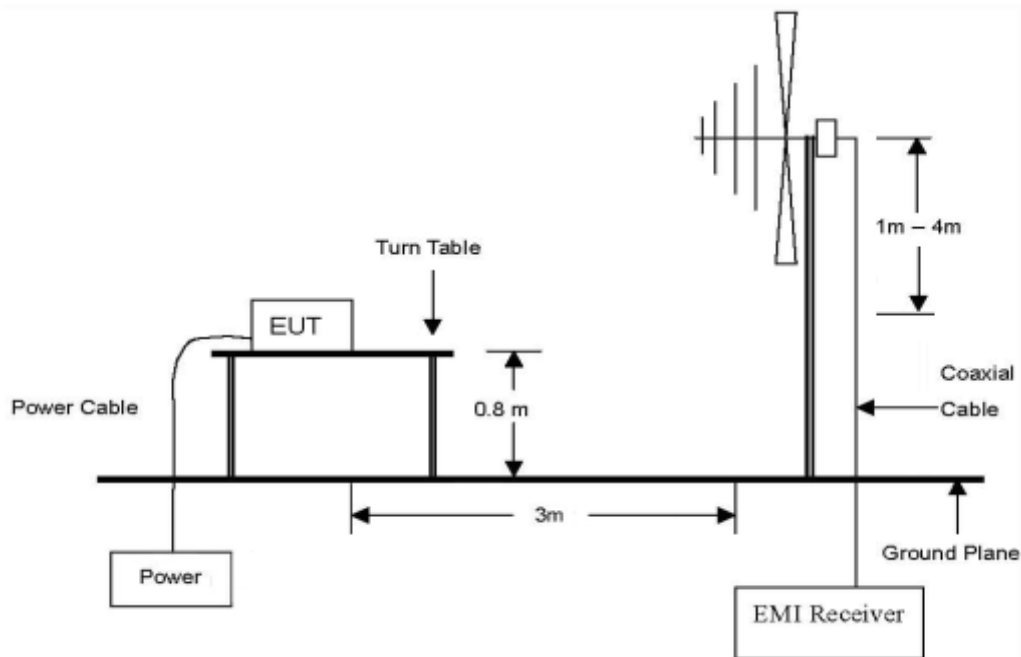 1m – 4m
Turn Table
EUT
Coaxial
Cable
Power Cable
0.8 m
3m
Ground Plane
Power
EMI Receiver